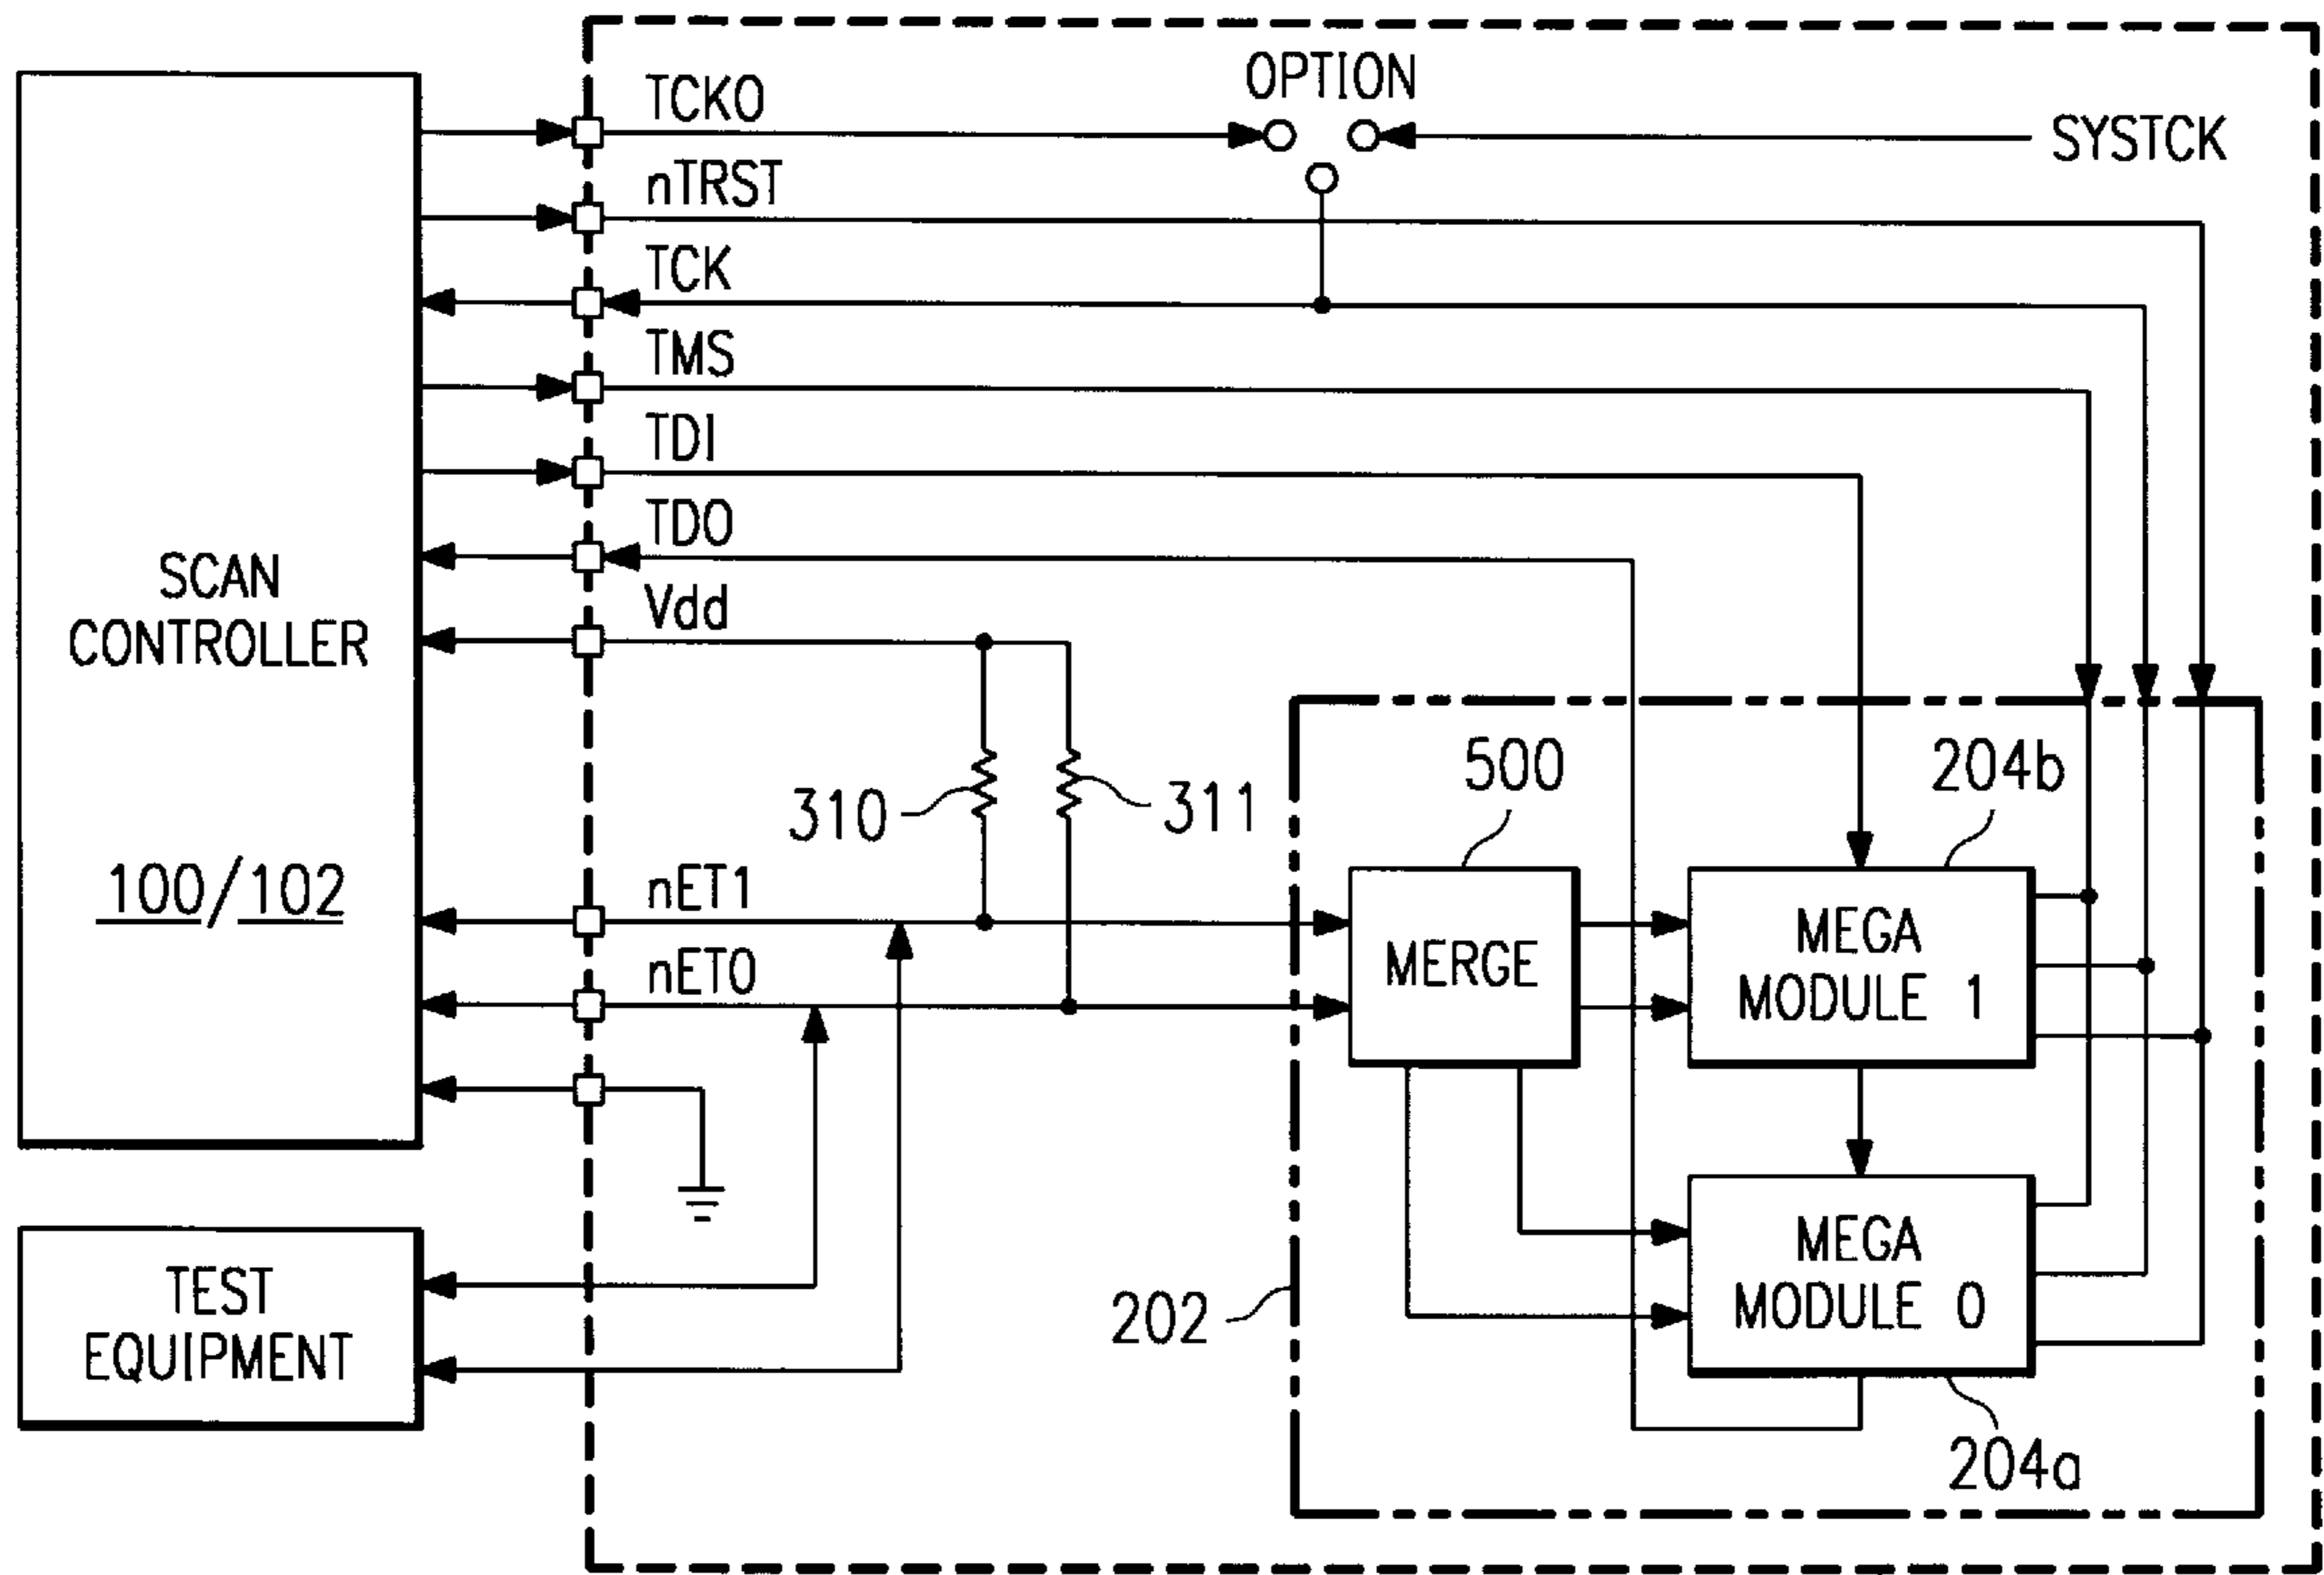 OPTION
TCKO
SYSTCK
nTRST
TCK
TMS
TDI
TDO
Vdd
SCAN
CONTROLLER
100/102
310
311
500
204b
nET1
nET0
MERGE
MEGA
MODULE 1
MEGA
MODULE 0
202
204a
TEST
EQUIPMENT